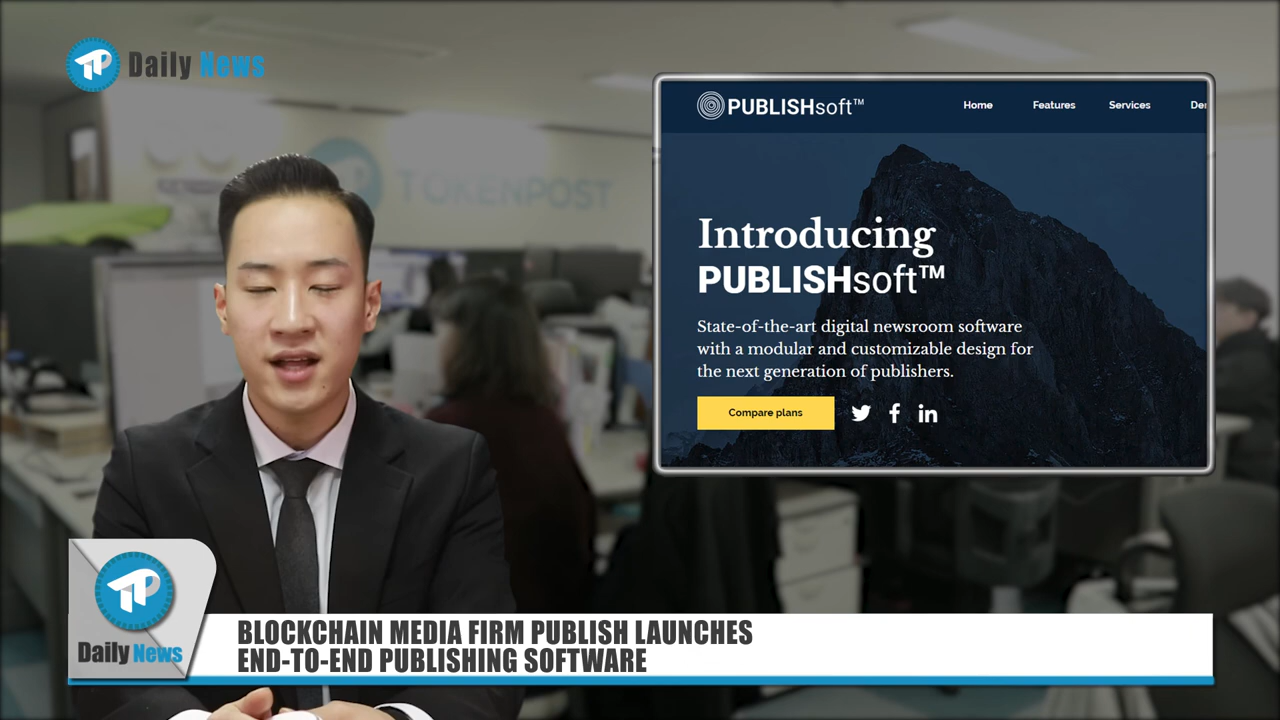 Daily News
PUBLISHsoft™
Home Features Services
TOKENPOST
Introducing
PUBLISHsoft™
State-of-the-art digital newsroom software
with a modular and customizable design for
the next generation of publishers.
Compare plans
Daily News
BLOCKCHAIN MEDIA FIRM PUBLISH LAUNCHES
END-TO-END PUBLISHING SOFTWARE